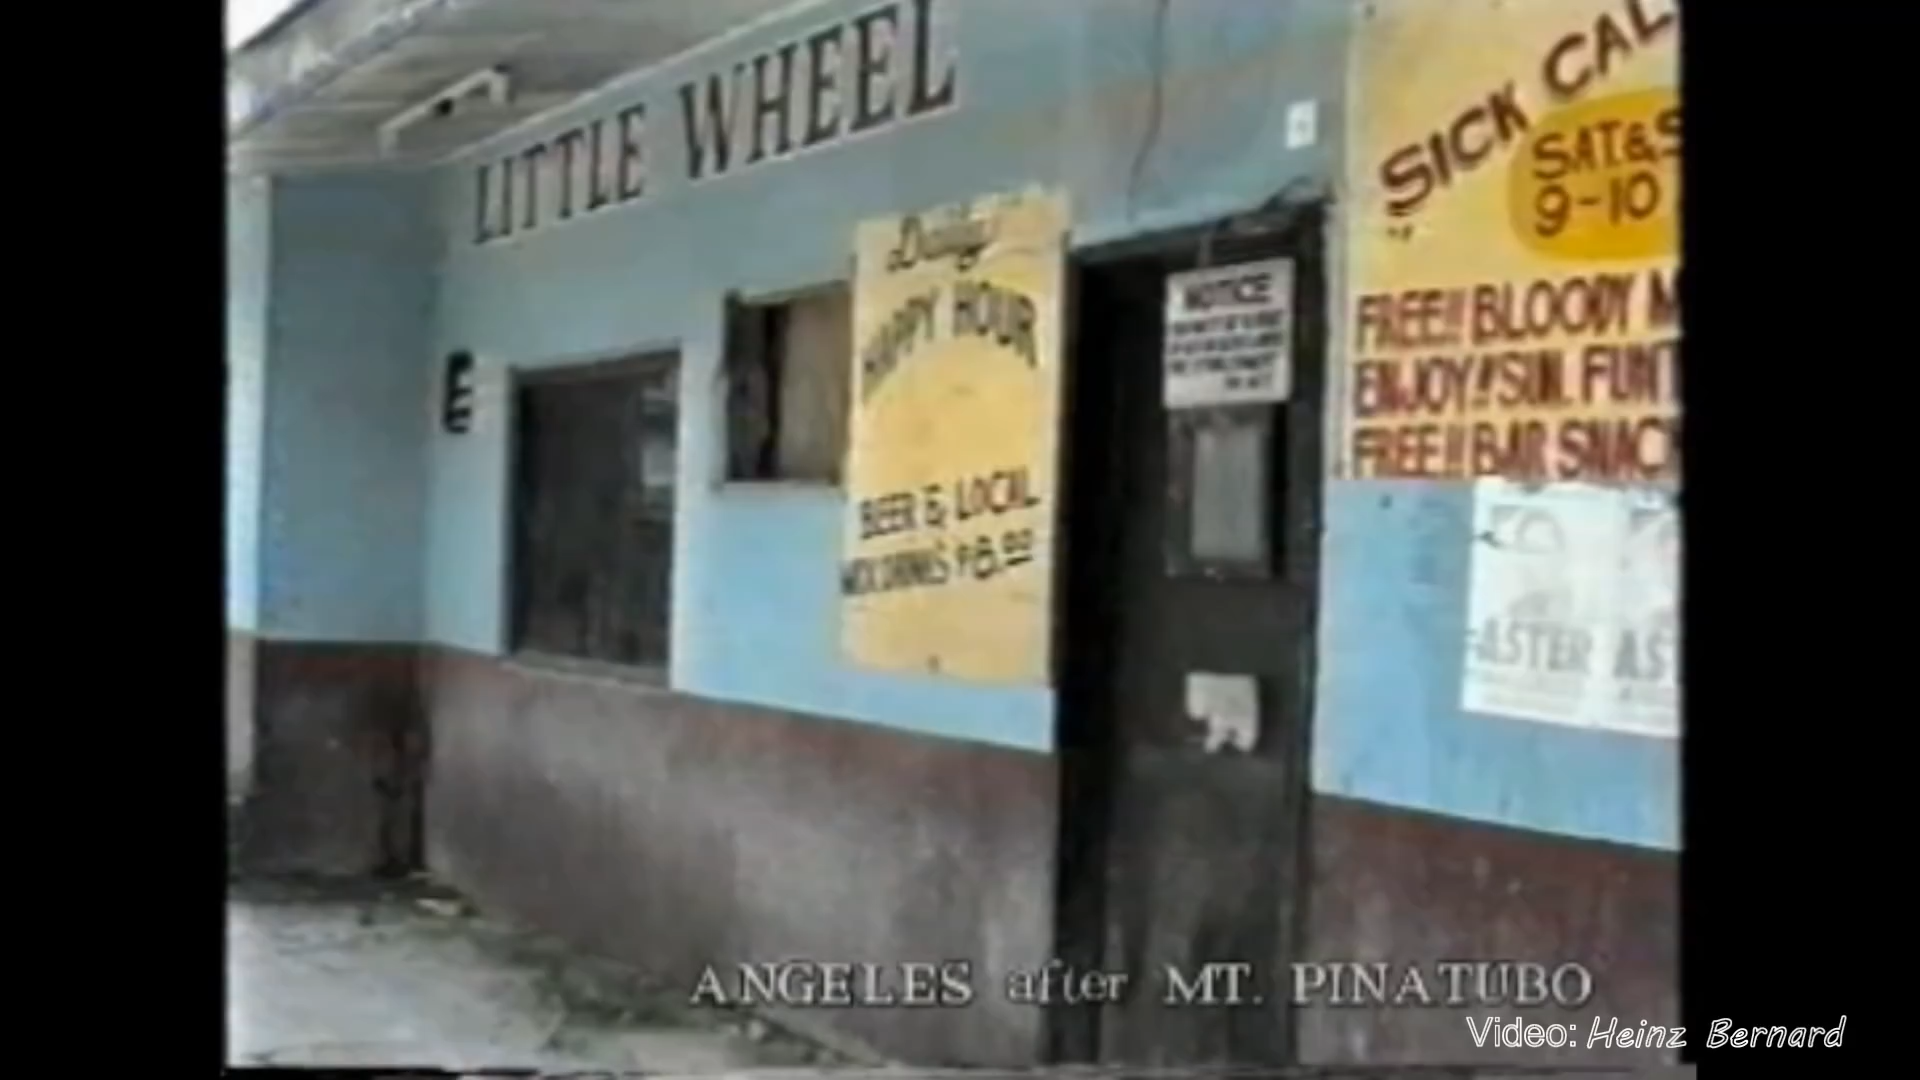 LITTLE WHEEL
Daily
HAPPY HOUR
BEER & LOCAL
MIX DRINKS ₱8.00
NOTICE
SICK CAL
SAT.&S
9-10
FREE!! BLOODY M
ENJOY!! SUN. FUN
FREE!! BAR SNACK
ASTER AS
ANGELES after MT. PINATUBO
Video: Heinz Bernard